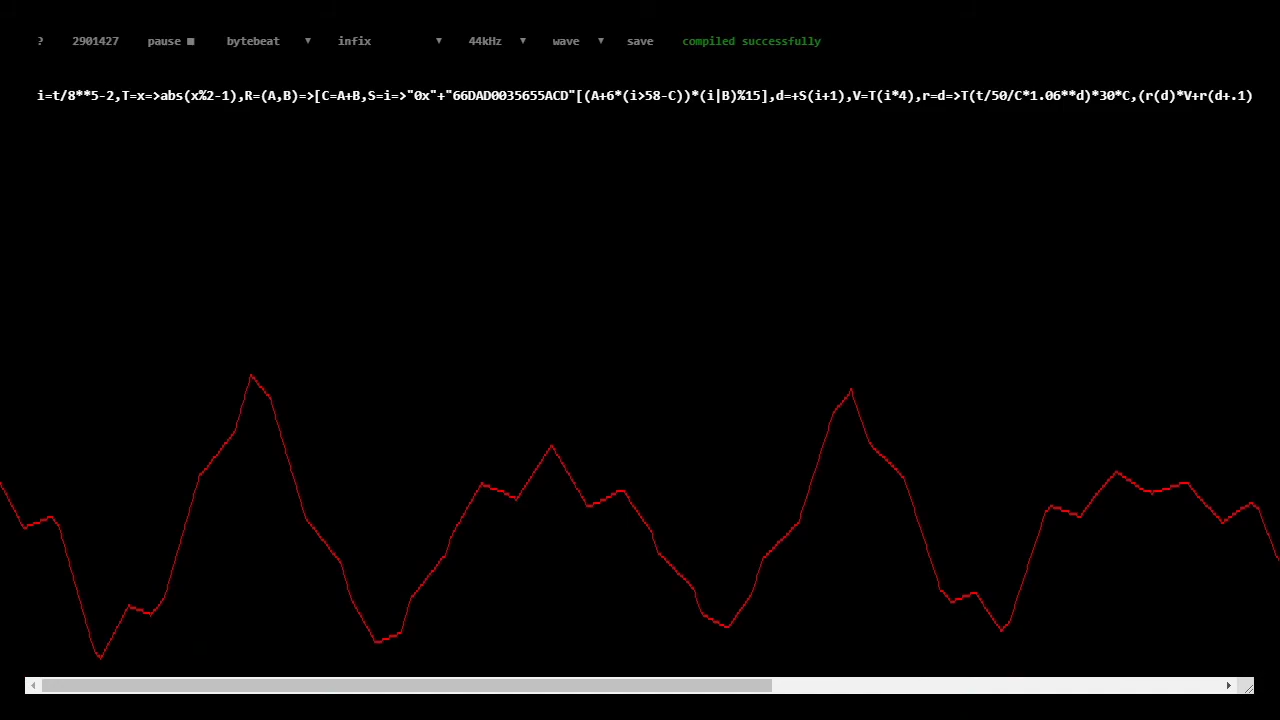 ? 2901427 pause ■ bytebeat ▼ infix ▼ 44kHz ▼ wave ▼ save compiled successfully
i=t/8**5-2,T=x=>abs(x%2-1),R=(A,B)=>[C=A+B,S=i=>"0x"+"66DAD0035655ACD"[(A+6*(i>58-C))*(i|B)%15],d=+S(i+1),V=T(i*4),r=d=>T(t/50/C*1.06**d)*30*C,(r(d)*V+r(d+.1)